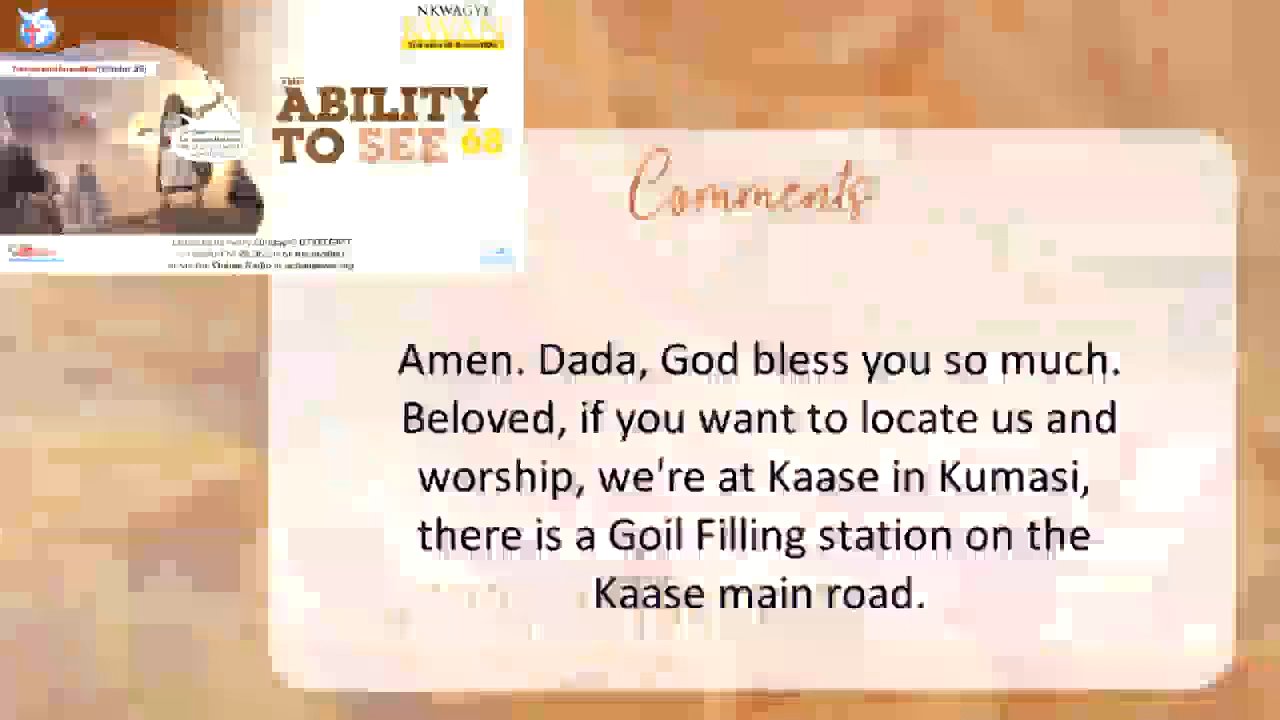 NKWAGYE
KWAN
THE
ABILITY
TO SEE 68
Comments
Amen. Dada, God bless you so much.
Beloved, if you want to locate us and
worship, we're at Kaase in Kumasi,
there is a Goil Filling station on the
Kaase main road.